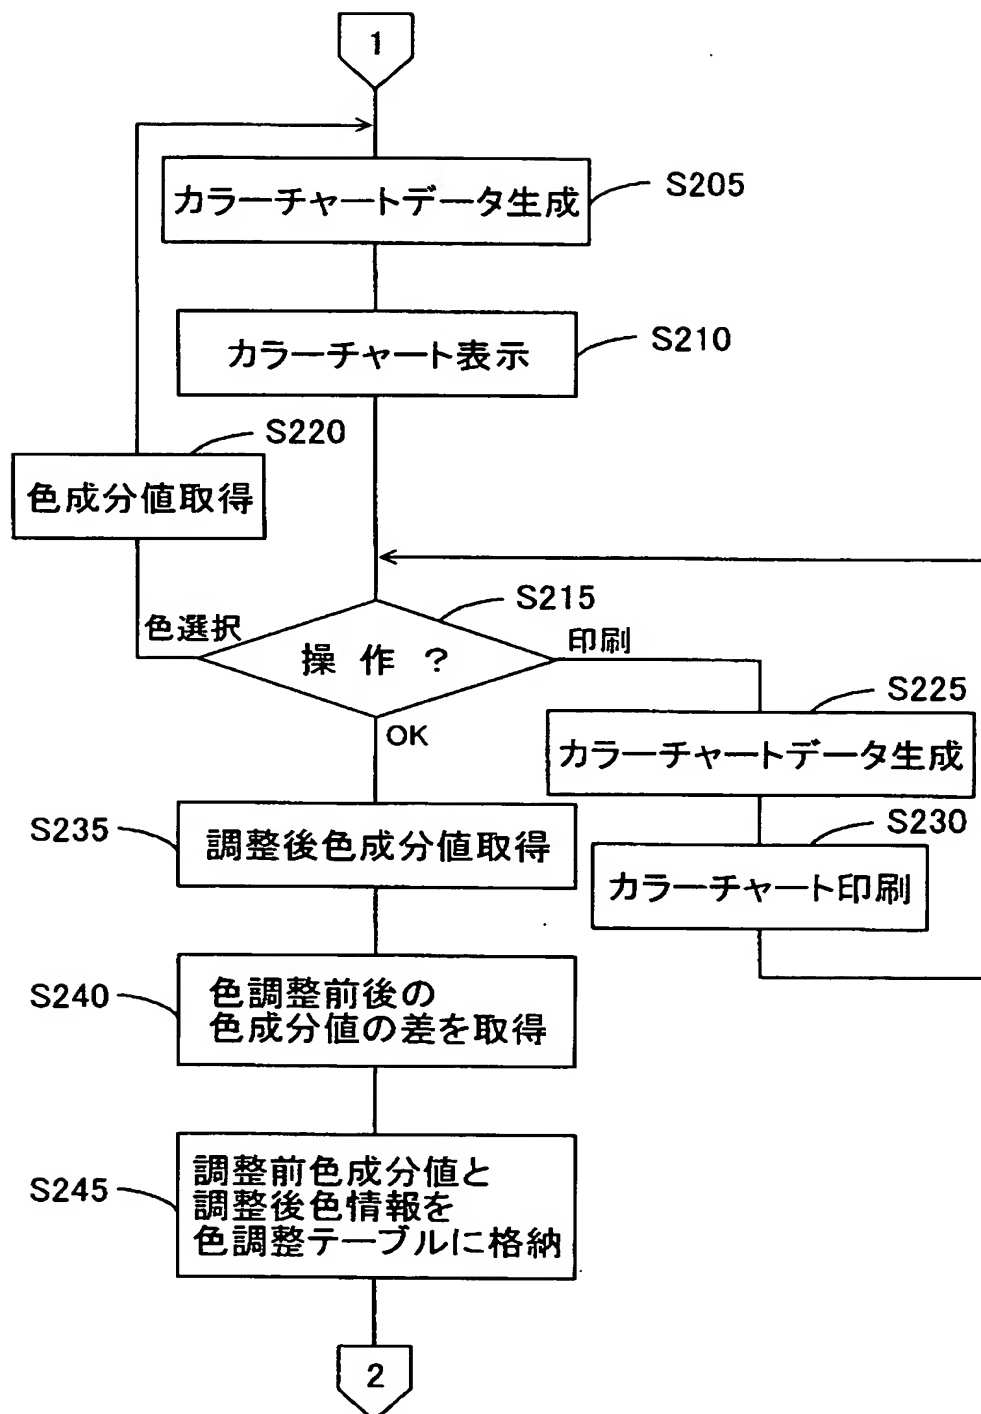 1
カラーチャートデータ生成
S205
カラーチャート表示
S210
S220
色成分値取得
S215
色選択
操作？
印刷
S225
カラーチャートデータ生成
OK
S230
カラーチャート印刷
S235
調整後色成分値取得
S240
色調整前後の
色成分値の差を取得
S245
調整前色成分値と
調整後色情報を
色調整テーブルに格納
2